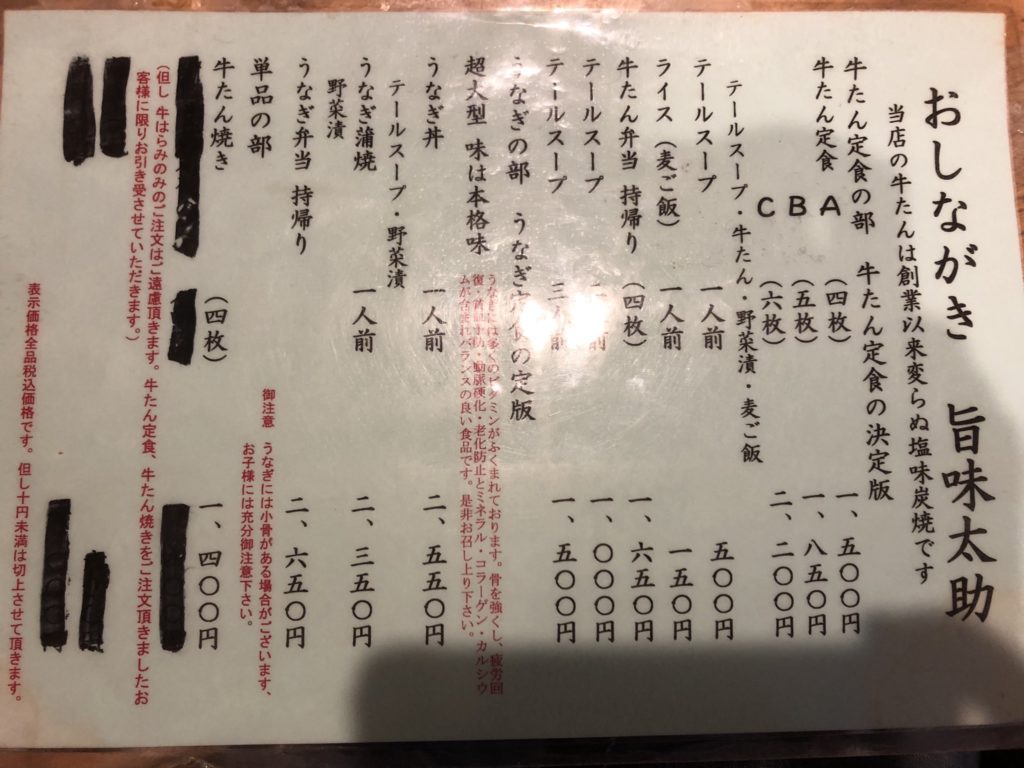 おしながき 旨味太助
当店の牛たんは創業以来変らぬ塩味炭焼です
牛たん定食の部 牛たん定食の決定版
牛たん定食 A (四枚) 一、五〇〇円
B (五枚) 一、八五〇円
C (六枚) 二、二〇〇円
テールスープ・牛たん・野菜漬・麦ご飯
テールスープ 一人前 五〇〇円
ライス(麦ご飯) 一人前 一五〇円
牛たん弁当 持帰り (四枚) 一、六五〇円
テールスープ 人前 一、〇〇〇円
テールスープ 三人前 一、五〇〇円
うなぎの部 うなぎ の定版
超大型 味は本格味
うなぎには多くのビタミンがふくまれております。骨を強くし、疲労回
復・ 動脈硬化・老化防止とミネラル・コラーゲン・カルシウ
ムが含まれバランスの良い食品です。是非お召し上り下さい。
うなぎ丼 一人前 二、五五〇円
テールスープ・野菜漬
うなぎ蒲焼 一人前 二、三五〇円
野菜漬
うなぎ弁当 持帰り 二、六五〇円
御注意 うなぎには小骨がある場合がございます、
お子様には充分御注意下さい。
単品の部
牛たん焼き (四枚) 一、四〇〇円
(但し 牛はらみのみのご注文はご遠慮頂きます。牛たん定食、牛たん焼きをご注文頂きましたお
客様に限りお引き受させていただきます。)
表示価格全品税込価格です。但し十円未満は切上させて頂きます。